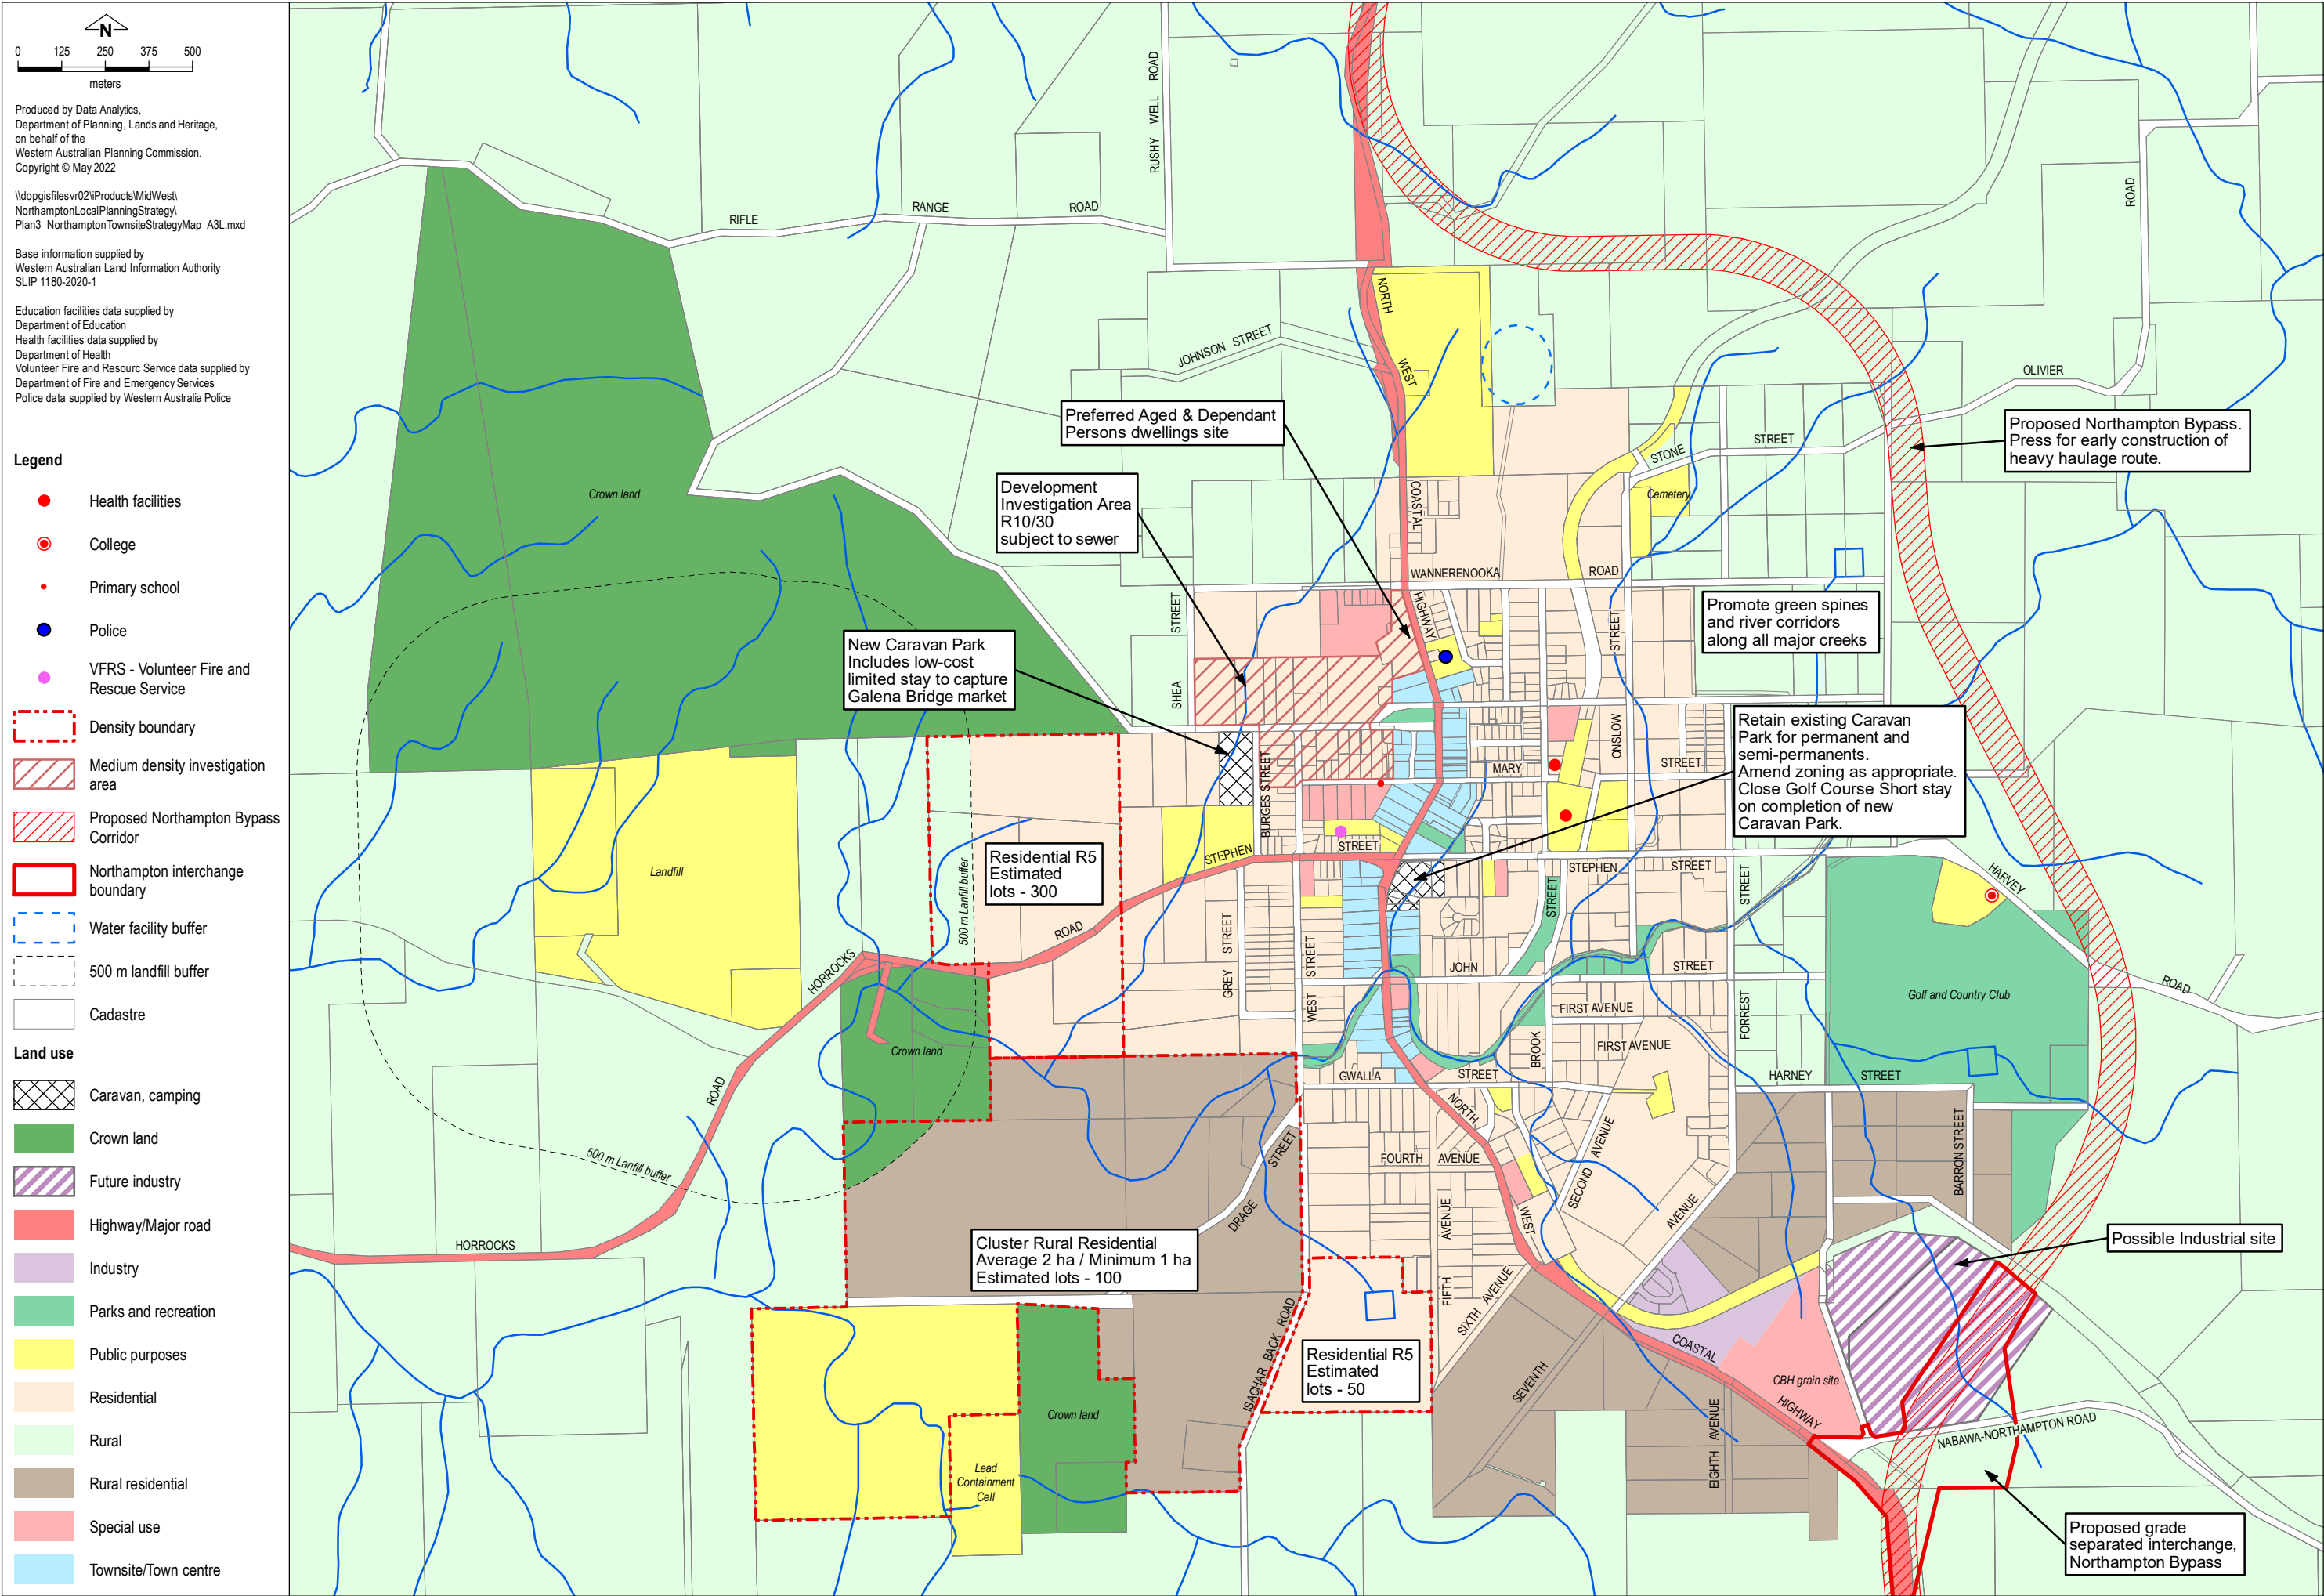 N
0 125 250 375 500
meters
Produced by Data Analytics,
Department of Planning, Lands and Heritage,
on behalf of the
Western Australian Planning Commission.
Copyright © May 2022
\\dopgisfilesvr02\iProducts\MidWest\
NorthamptonLocalPlanningStrategy\
Plan3_NorthamptonTownsiteStrategyMap_A3L.mxd
Base information supplied by
Western Australian Land Information Authority
SLIP 1180-2020-1
Education facilities data supplied by
Department of Education
Health facilities data supplied by
Department of Health
Volunteer Fire and Resourc Service data supplied by
Department of Fire and Emergency Services
Police data supplied by Western Australia Police
Legend
Health facilities
College
Primary school
Police
VFRS - Volunteer Fire and
Rescue Service
Density boundary
Medium density investigation
area
Proposed Northampton Bypass
Corridor
Northampton interchange
boundary
Water facility buffer
500 m landfill buffer
Cadastre
Land use
Caravan, camping
Crown land
Future industry
Highway/Major road
Industry
Parks and recreation
Public purposes
Residential
Rural
Rural residential
Special use
Townsite/Town centre
RUSHY WELL ROAD
RIFLE RANGE ROAD
ROAD
NORTH
WEST
COASTAL
HIGHWAY
JOHNSON STREET
OLIVIER
STREET
STONE
Cemetery
Crown land
Preferred Aged & Dependant
Persons dwellings site
Proposed Northampton Bypass.
Press for early construction of
heavy haulage route.
Development
Investigation Area
R10/30
subject to sewer
WANNERENOOKA ROAD
SHEA STREET
Promote green spines
and river corridors
along all major creeks
New Caravan Park
Includes low-cost
limited stay to capture
Galena Bridge market
STREET
ONSLOW
Retain existing Caravan
Park for permanent and
semi-permanents.
Amend zoning as appropriate.
Close Golf Course Short stay
on completion of new
Caravan Park.
MARY STREET
BURGES STREET
STEPHEN STREET
STEPHEN STREET
Landfill
500 m Lanfill buffer
Residential R5
Estimated
lots - 300
HARVEY
ROAD
STREET
FORREST
STREET
BROOK
GREY STREET
STREET
WEST
HORROCKS ROAD
JOHN STREET
FIRST AVENUE
FIRST AVENUE
Golf and Country Club
Crown land
GWALLA STREET
HARNEY STREET
NORTH
WEST
FOURTH AVENUE
SECOND AVENUE
AVENUE
BARRON STREET
ROAD
500 m Lanfill buffer
HORROCKS
DRAGE STREET
Cluster Rural Residential
Average 2 ha / Minimum 1 ha
Estimated lots - 100
FIFTH AVENUE
SIXTH AVENUE
Possible Industrial site
ISACHAR BACK ROAD
Residential R5
Estimated
lots - 50
SEVENTH
COASTAL
HIGHWAY
CBH grain site
EIGHTH AVENUE
NABAWA-NORTHAMPTON ROAD
Crown land
Lead
Containment
Cell
Proposed grade
separated interchange,
Northampton Bypass